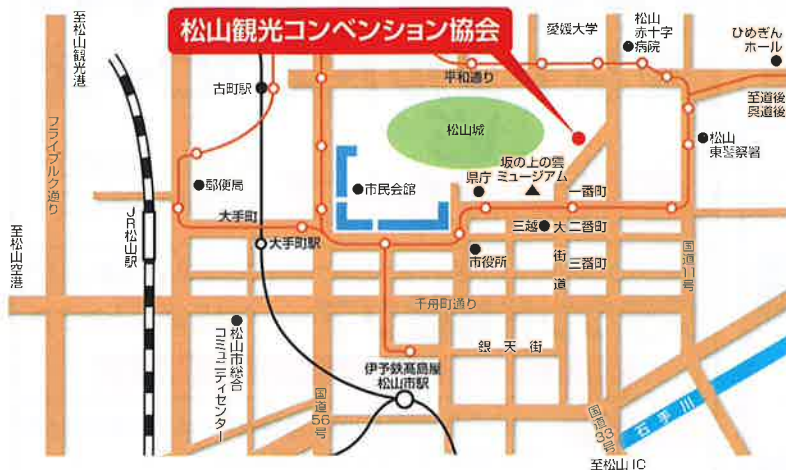 松山観光コンベンション協会
至松山観光港
愛媛大学
松山
赤十字
病院
ひめぎん
ホール
平和通り
古町駅
至道後
奥道後
フライブルク通り
松山城
松山
東警察署
郵便局
市民会館
県庁
坂の上の雲
ミュージアム
一番町
大手町
JR松山駅
至松山空港
大手町駅
三越
二番町
市役所
大街道
三番町
国道11号
千舟町通り
松山市総合
コミュニティセンター
銀天街
伊予鉄髙島屋
松山市駅
国道
56号
国道
33号
石手川
至松山IC